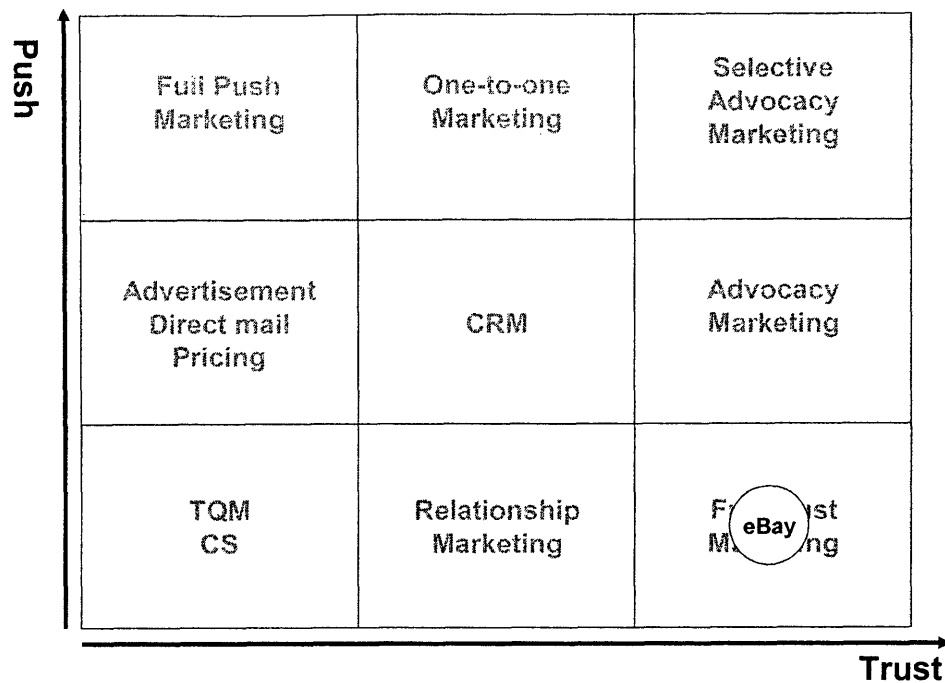 Push
Full Push
Marketing
One-to-one
Marketing
Selective
Advocacy
Marketing
Advertisement
Direct mail
Pricing
CRM
Advocacy
Marketing
TQM
CS
Relationship
Marketing
eBay
Trust